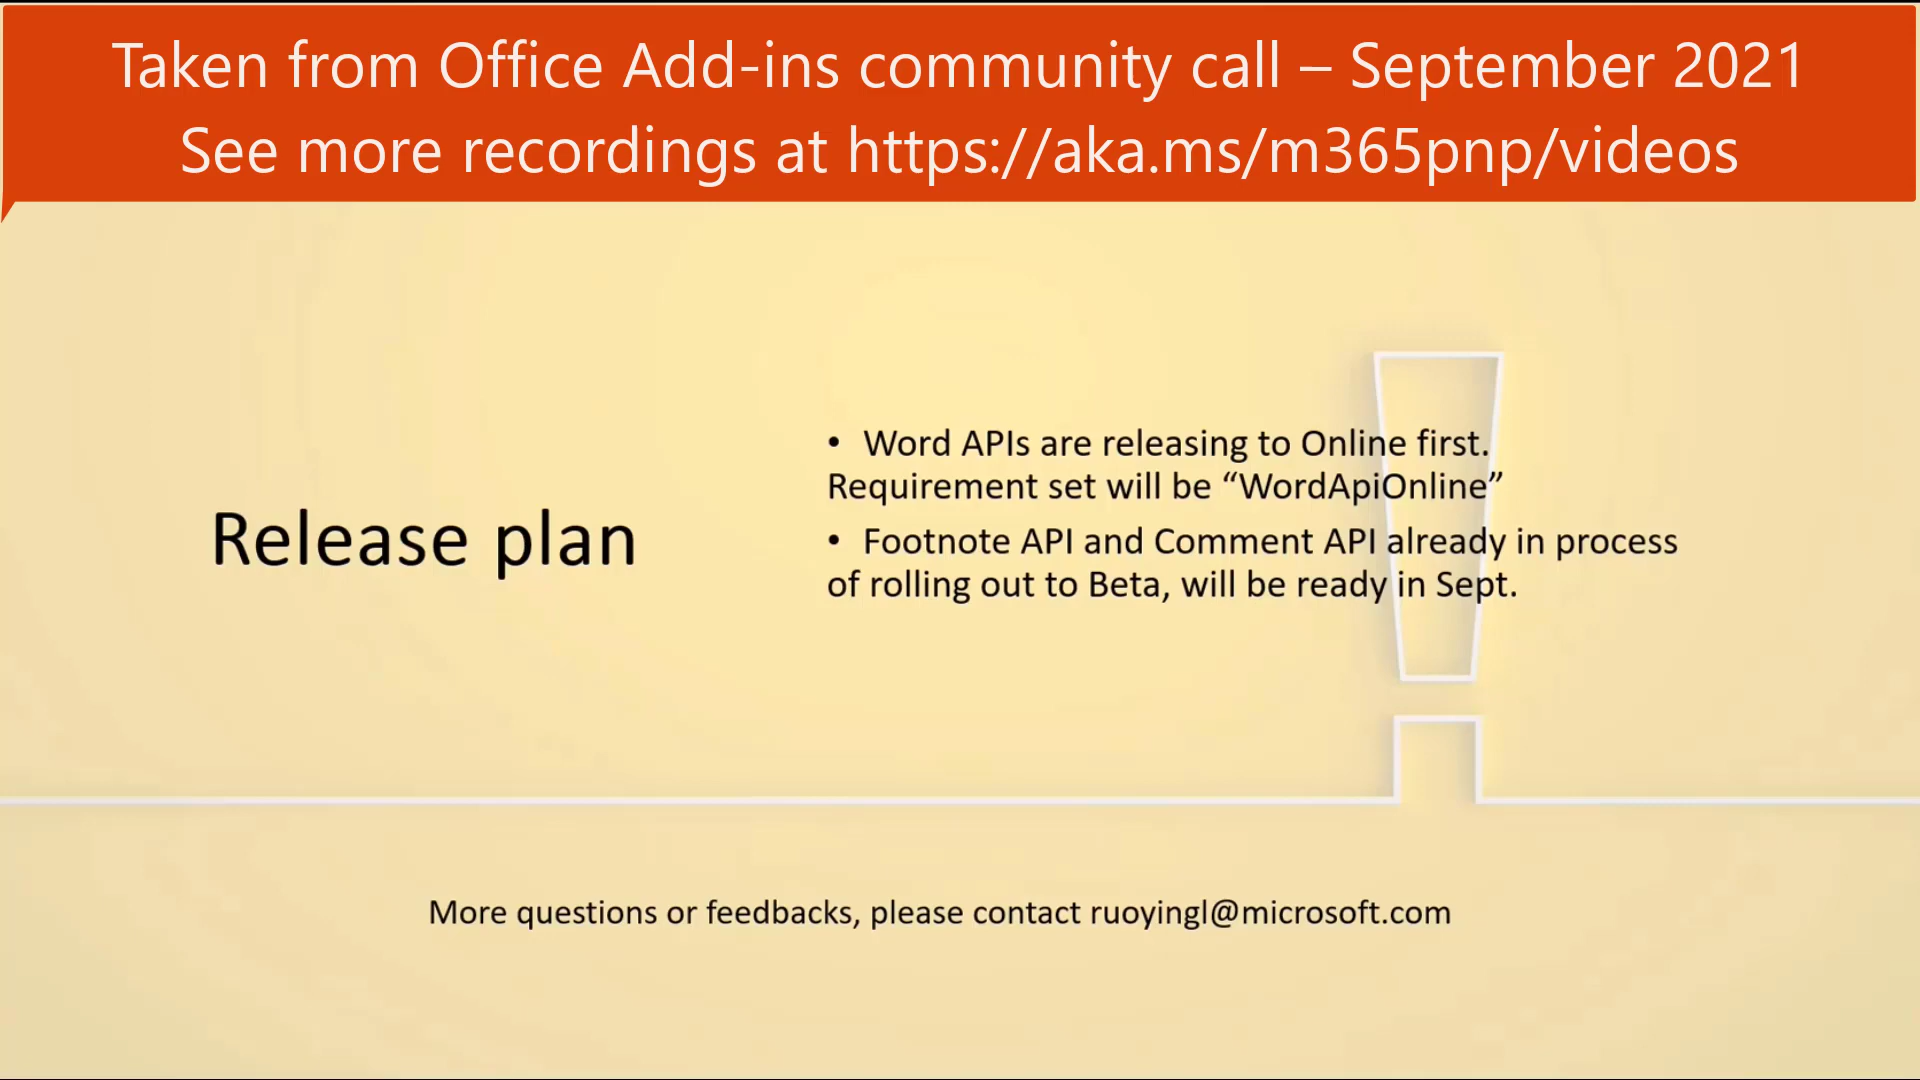 Taken from Office Add-ins community call – September 2021
See more recordings at https://aka.ms/m365pnp/videos
Release plan
• Word APIs are releasing to Online first.
Requirement set will be “WordApiOnline”
• Footnote API and Comment API already in process
of rolling out to Beta, will be ready in Sept.
More questions or feedbacks, please contact ruoyingl@microsoft.com